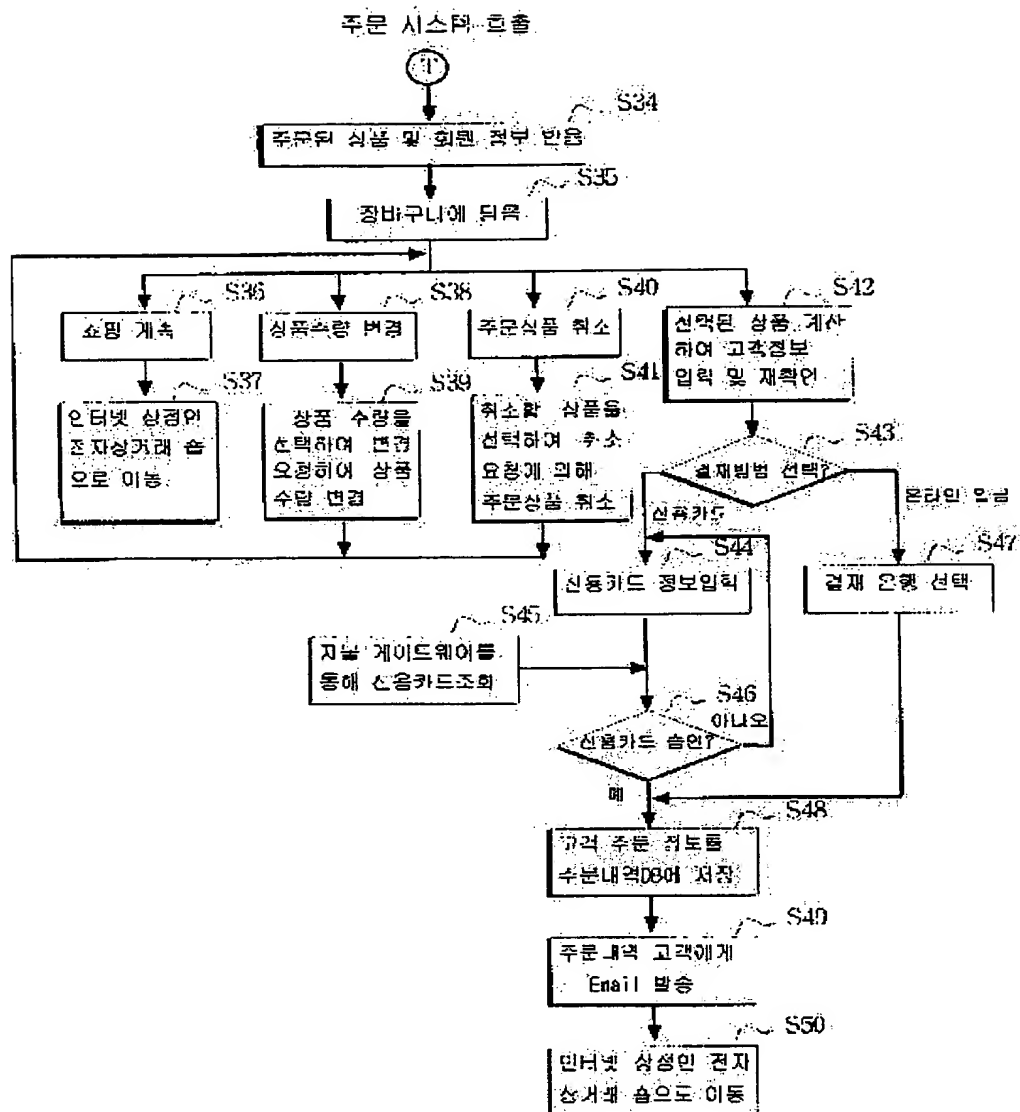 주문 시스템 호출
T
S34
주문된 상품 및 회원 정보 받음
S35
장바구니에 담음
S36
쇼핑 계속
S38
상품수량 변경
S40
주문상품 취소
S42
선택된 상품 계산
하여 고객정보
입력 및 재확인
S37
인터넷 상점인
전자상거래 숍
으로 이동
S39
상품 수량을
선택하여 변경
요청하여 상품
수량 변경
S41
취소할 상품을
선택하여 취소
요청에 의해
주문상품 취소
S43
결재방법 선택?
신용카드
온라인 입금
S44
신용카드 정보입력
S47
결재 은행 선택
S45
지불 게이트웨이를
통해 신용카드조회
S46
신용카드 승인?
아니오
예
S48
고객 주문 정보를
주문내역DB에 저장
S49
주문내역 고객에게
Email 발송
S50
인터넷 상점인 전자
상거래 숍으로 이동